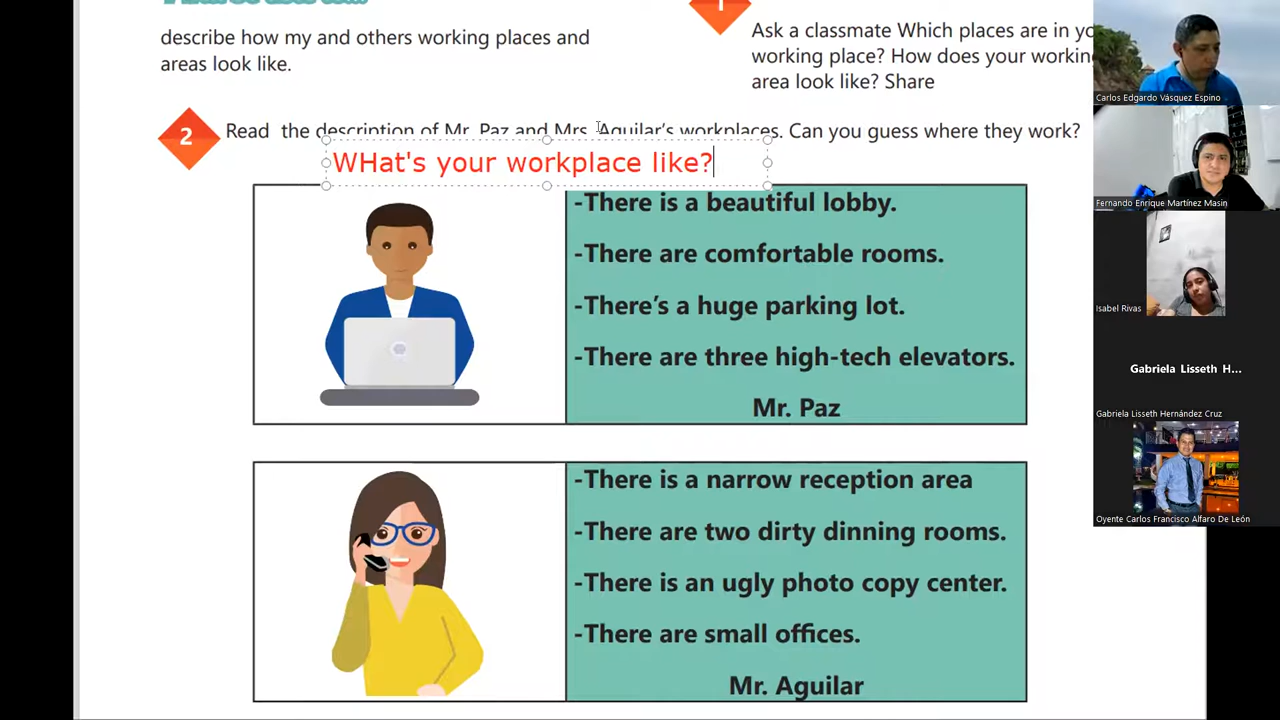 describe how my and others working places and
areas look like.
1
Ask a classmate Which places are in yo
working place? How does your working
area look like? Share
2
Read the description of Mr. Paz and Mrs. Aguilar's workplaces. Can you guess where they work?
WHat's your workplace like?
-There is a beautiful lobby.
-There are comfortable rooms.
-There's a huge parking lot.
-There are three high-tech elevators.
Mr. Paz
-There is a narrow reception area
-There are two dirty dinning rooms.
-There is an ugly photo copy center.
-There are small offices.
Mr. Aguilar
Carlos Edgardo Vásquez Espino
Fernando Enrique Martínez Masin
Isabel Rivas
Gabriela Lisseth H...
Gabriela Lisseth Hernández Cruz
Oyente Carlos Francisco Alfaro De León